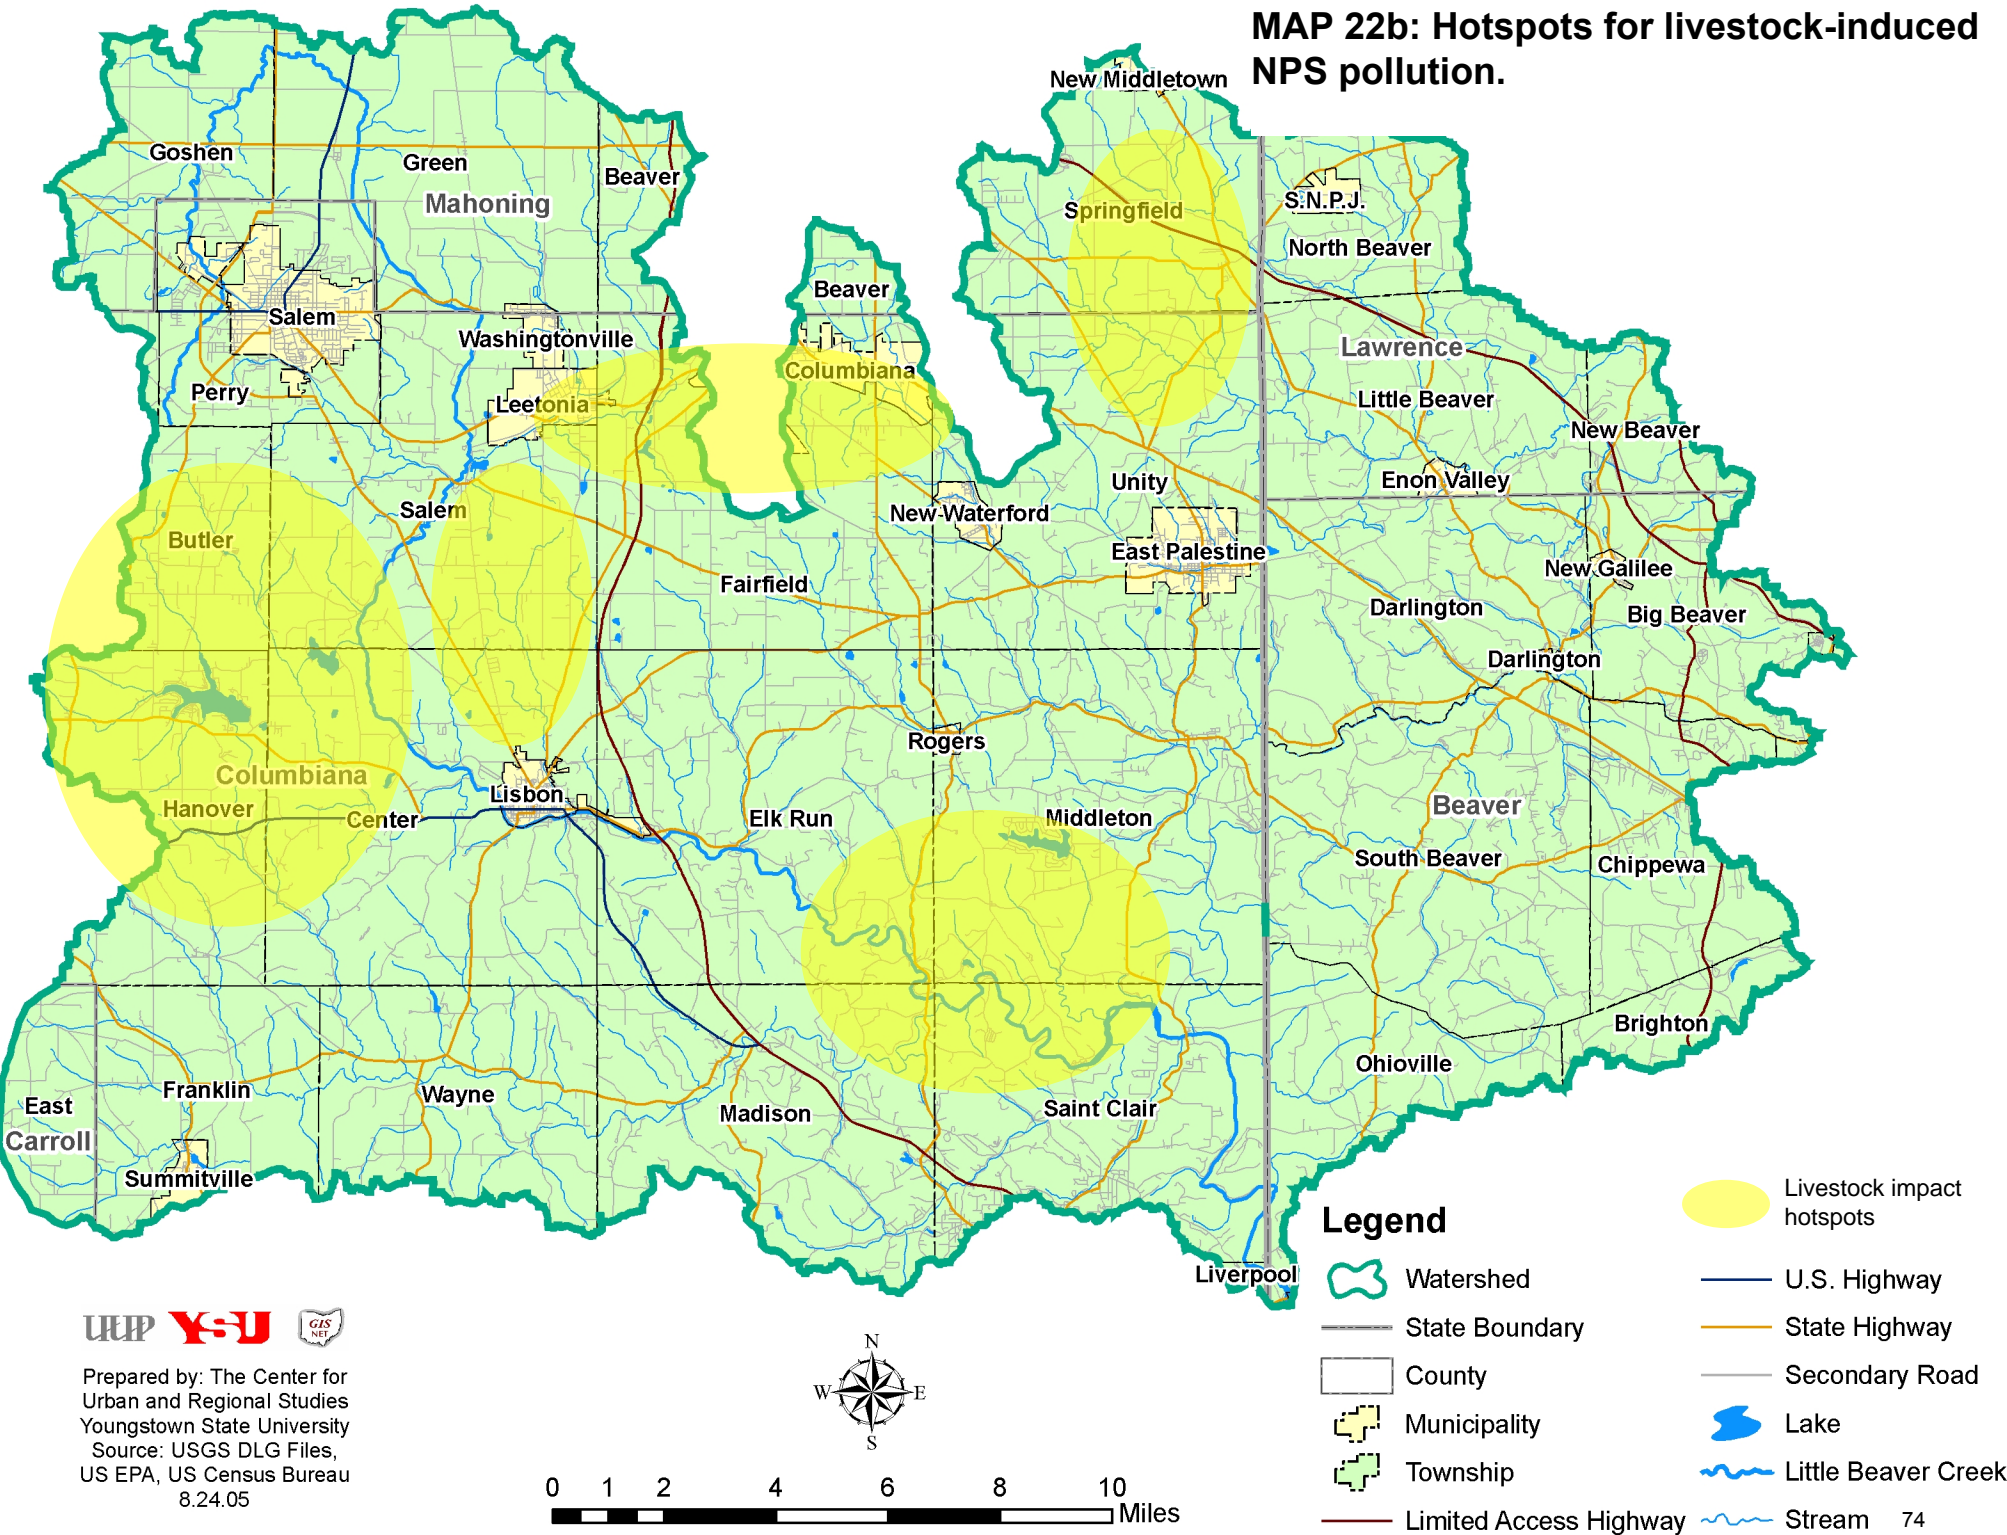 MAP 22b: Hotspots for livestock-induced
NPS pollution.
New Middletown
Goshen
Green
Beaver
Mahoning
Springfield
S.N.P.J.
North Beaver
Beaver
Salem
Washingtonville
Lawrence
Columbiana
Perry
Leetonia
Little Beaver
New Beaver
Unity
Enon Valley
Salem
New Waterford
Butler
East Palestine
New Galilee
Fairfield
Darlington
Big Beaver
Darlington
Rogers
Columbiana
Lisbon
Hanover
Center
Elk Run
Middleton
Beaver
South Beaver
Chippewa
Brighton
Ohioville
Franklin
Wayne
East
Madison
Saint Clair
Carroll
Summitville
Liverpool
Legend
Livestock impact
hotspots
Watershed
U.S. Highway
State Boundary
State Highway
County
Secondary Road
Municipality
Lake
Township
Little Beaver Creek
Limited Access Highway
Stream
74
UUP YSU GIS
NET
Prepared by: The Center for
Urban and Regional Studies
Youngstown State University
Source: USGS DLG Files,
US EPA, US Census Bureau
8.24.05
N
W E
S
0 1 2 4 6 8 10
Miles